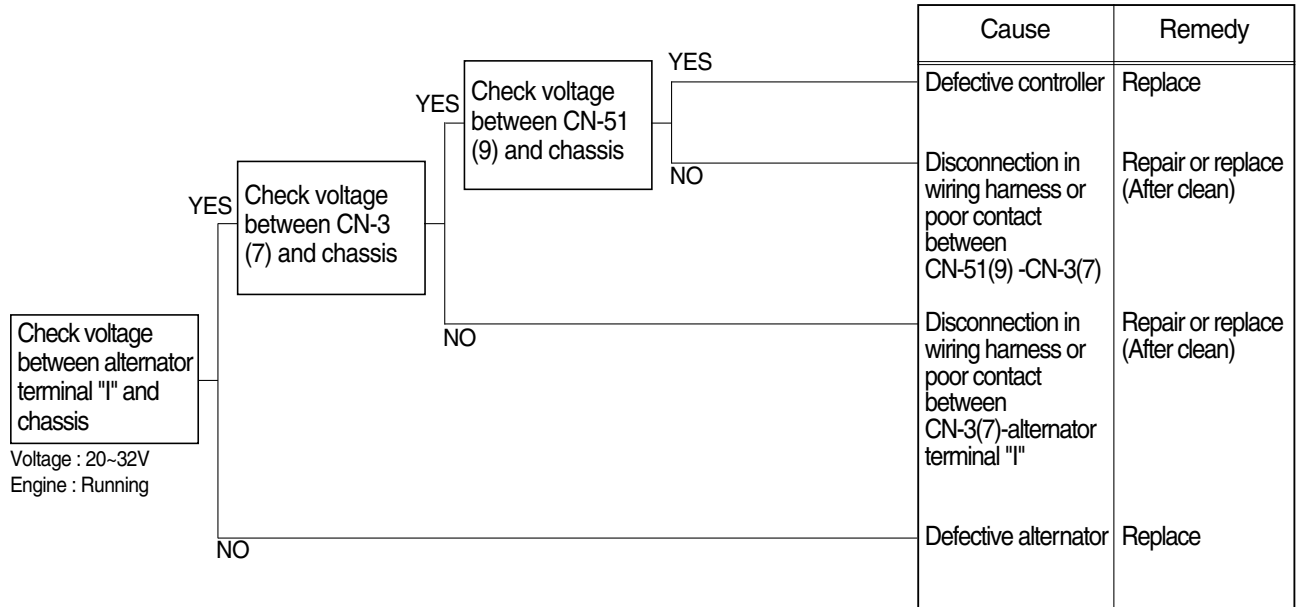 Cause
Remedy
YES
Check voltage
between CN-51
(9) and chassis
YES
Defective controller
Replace
NO
Disconnection in
wiring harness or
poor contact
between
CN-51(9) -CN-3(7)
Repair or replace
(After clean)
YES
Check voltage
between CN-3
(7) and chassis
NO
Disconnection in
wiring harness or
poor contact
between
CN-3(7)-alternator
terminal "I"
Repair or replace
(After clean)
Check voltage
between alternator
terminal "I" and
chassis
Voltage : 20~32V
Engine : Running
NO
Defective alternator
Replace